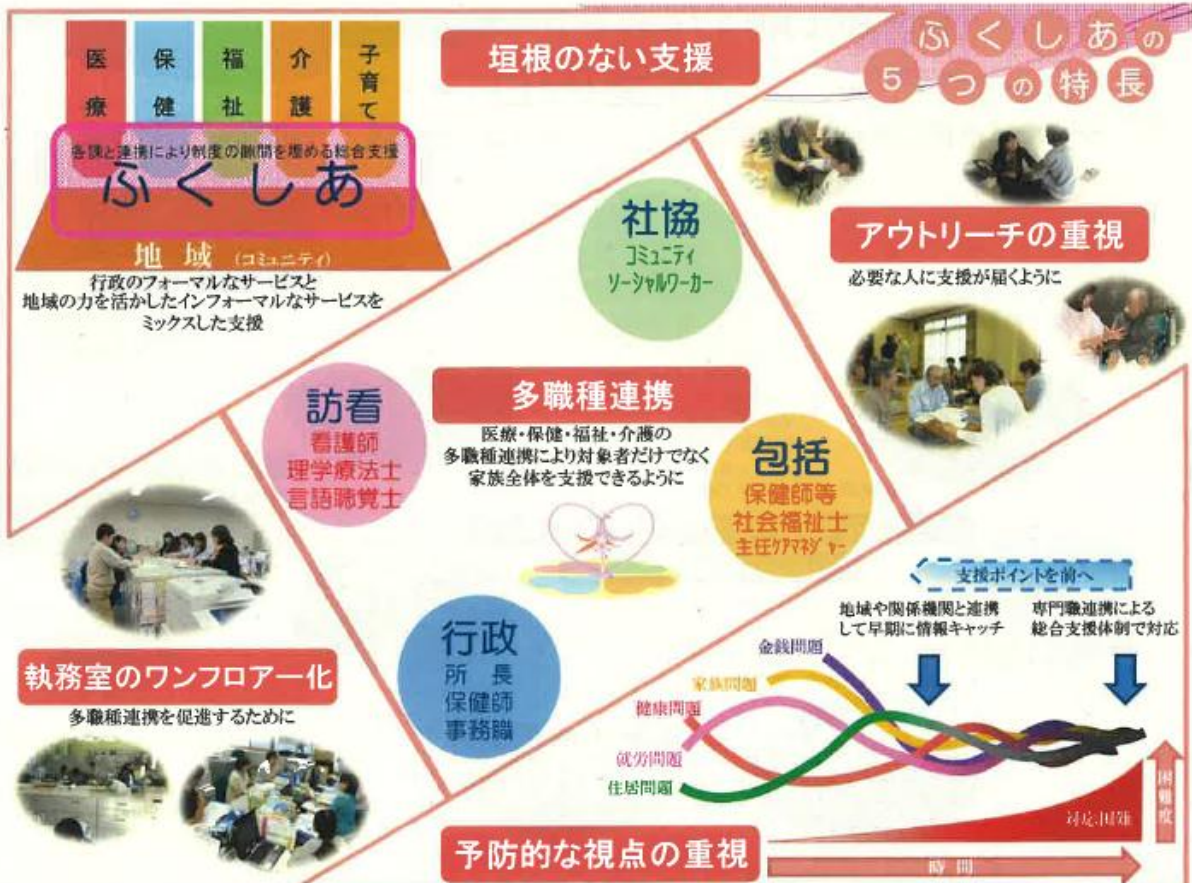 ふくしあの
5つの特長
垣根のない支援
医療
保健
福祉
介護
子育て
各課と連携により制度の隙間を埋める総合支援
ふくしあ
地域 (コミュニティ)
行政のフォーマルなサービスと
地域の力を活かしたインフォーマルなサービスを
ミックスした支援
アウトリーチの重視
必要な人に支援が届くように
多職種連携
医療・保健・福祉・介護の
多職種連携により対象者だけでなく
家族全体を支援できるように
社協
コミュニティ
ソーシャルワーカー
訪看
看護師
理学療法士
言語聴覚士
包括
保健師等
社会福祉士
主任ケアマネジャー
行政
所長
保健師
事務職
執務室のワンフロアー化
多職種連携を促進するために
支援ポイントを前へ
地域や関係機関と連携
して早期に情報キャッチ
専門職連携による
総合支援体制で対応
金銭問題
家族問題
健康問題
就労問題
住居問題
対応困難
困難度
時間
予防的な視点の重視